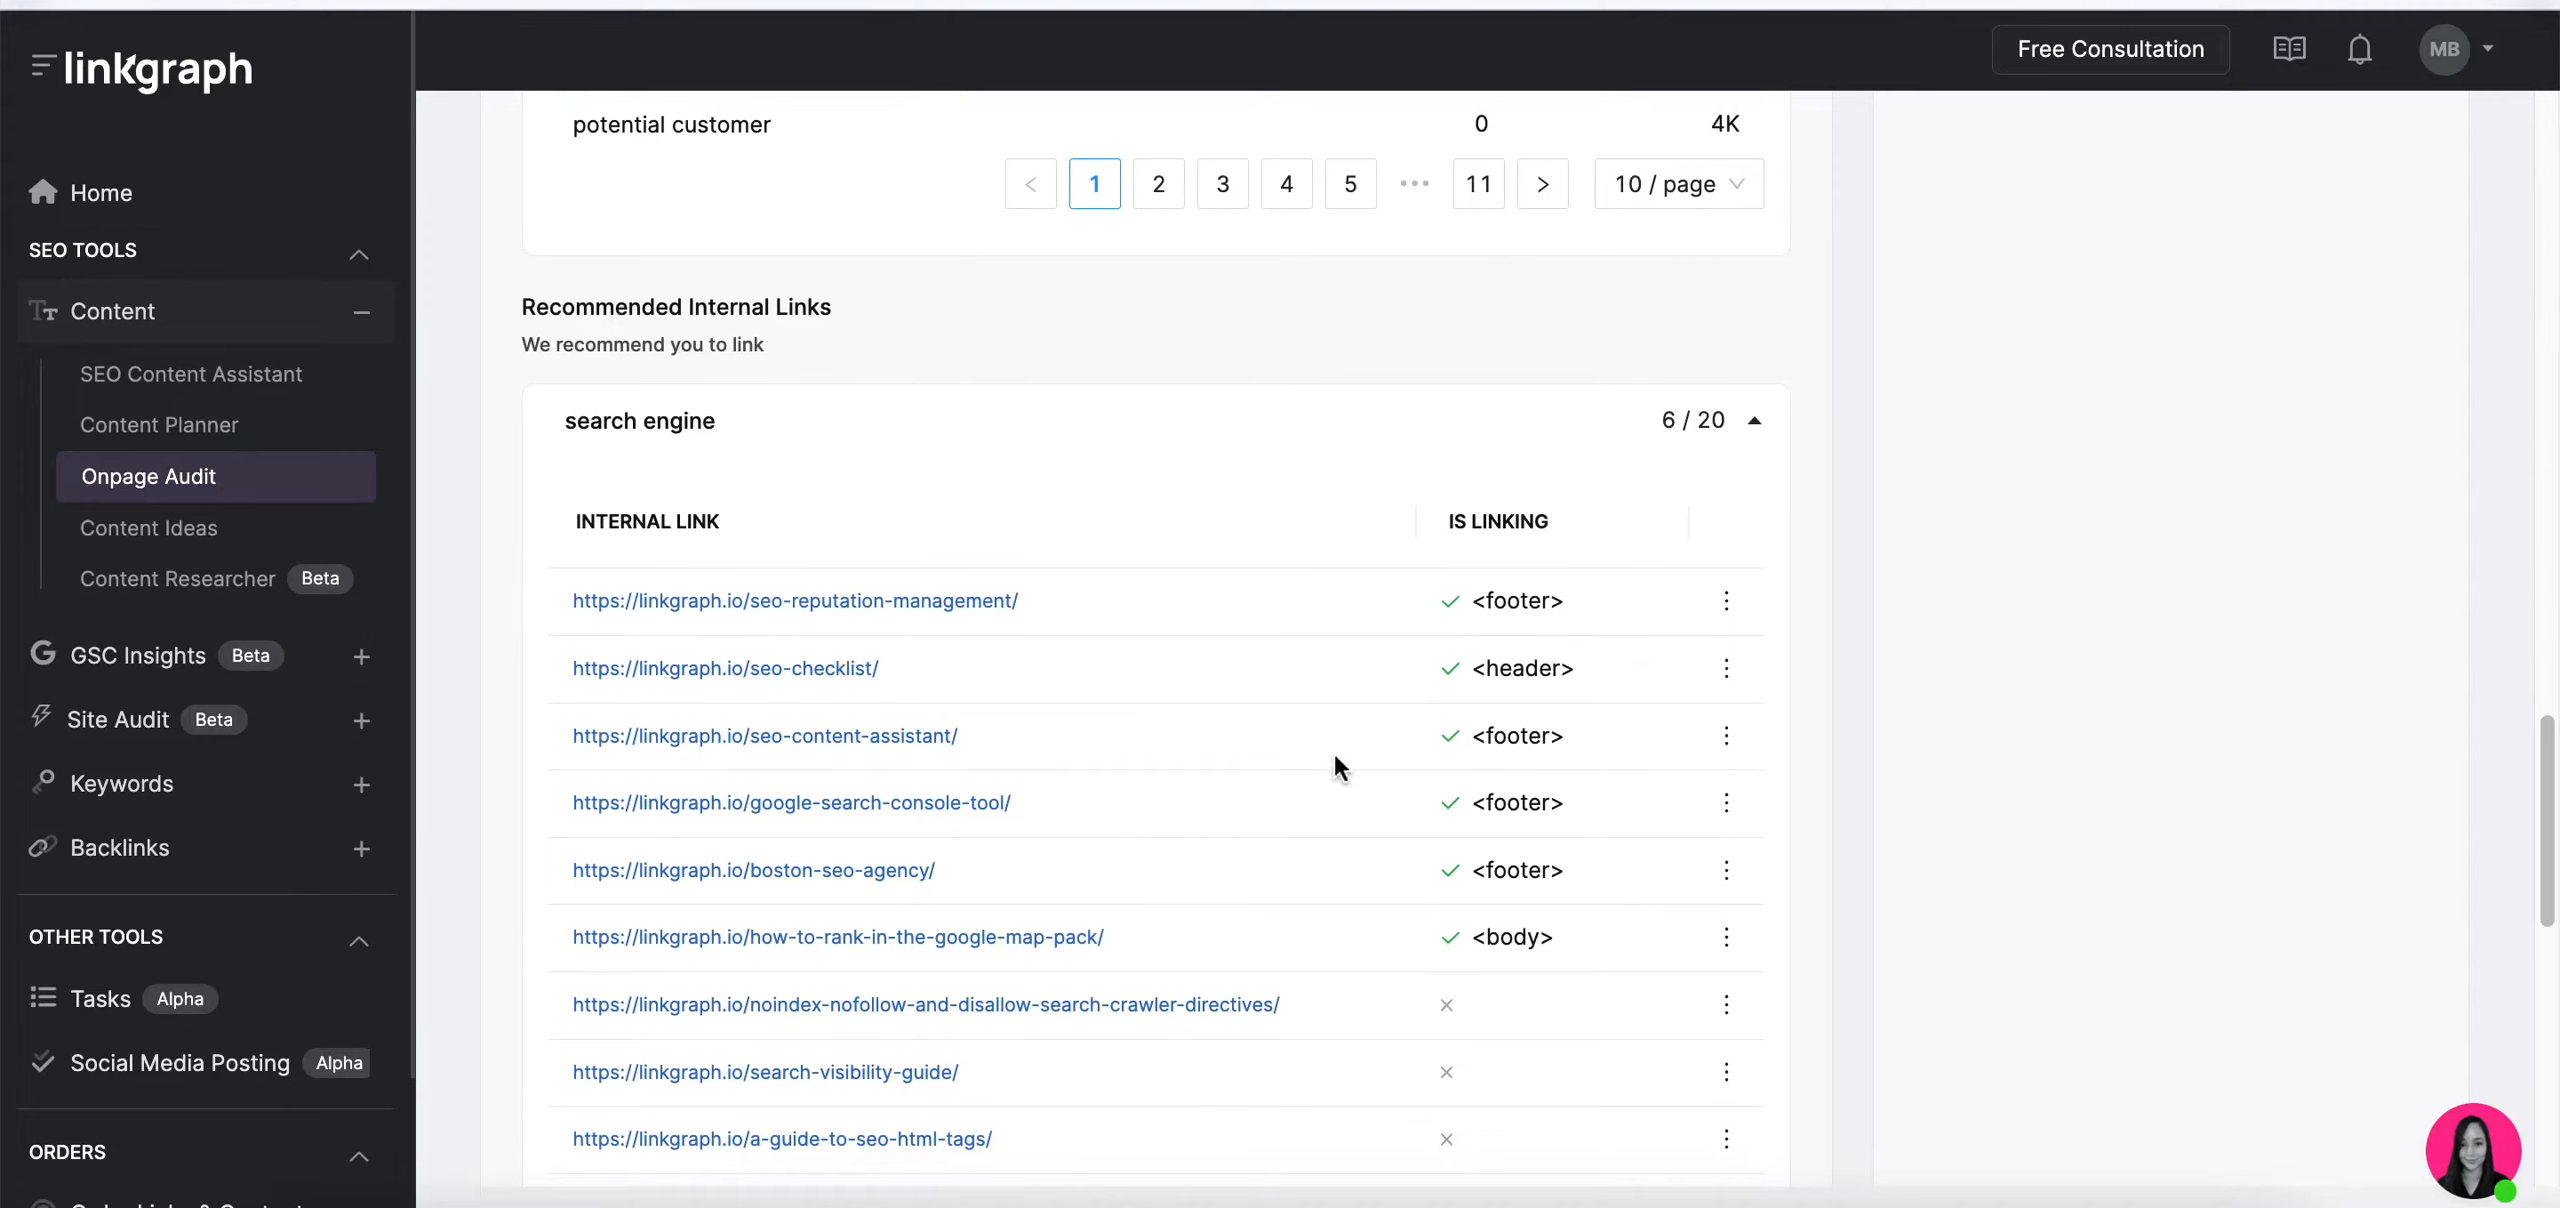 linkgraph
Free Consultation
MB
Home
SEO TOOLS
Content
SEO Content Assistant
Content Planner
Onpage Audit
Content Ideas
Content Researcher Beta
GSC Insights Beta
Site Audit Beta
Keywords
Backlinks
OTHER TOOLS
Tasks Alpha
Social Media Posting Alpha
ORDERS
potential customer 0 4K
< 1 2 3 4 5 ••• 11 > 10 / page
Recommended Internal Links
We recommend you to link
search engine 6 / 20
INTERNAL LINK IS LINKING
https://linkgraph.io/seo-reputation-management/ <footer>
https://linkgraph.io/seo-checklist/ <header>
https://linkgraph.io/seo-content-assistant/ <footer>
https://linkgraph.io/google-search-console-tool/ <footer>
https://linkgraph.io/boston-seo-agency/ <footer>
https://linkgraph.io/how-to-rank-in-the-google-map-pack/ <body>
https://linkgraph.io/noindex-nofollow-and-disallow-search-crawler-directives/
https://linkgraph.io/search-visibility-guide/
https://linkgraph.io/a-guide-to-seo-html-tags/